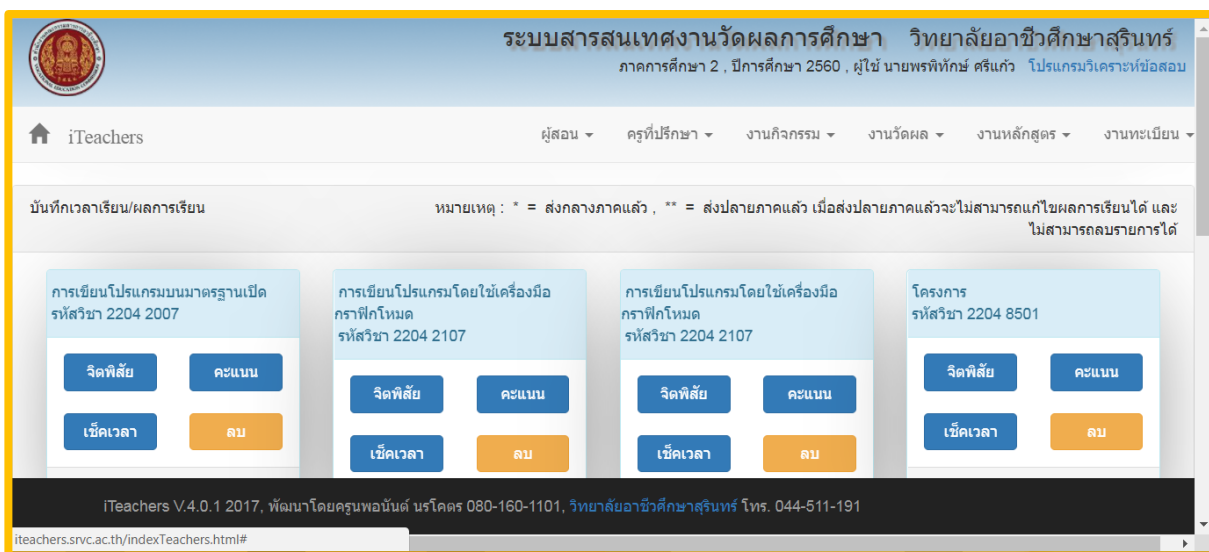 ระบบสารสนเทศงานวัดผลการศึกษา วิทยาลัยอาชีวศึกษาสุรินทร์
ภาคการศึกษา 2 , ปีการศึกษา 2560 , ผู้ใช้ นายพรพิทักษ์ ศรีแก้ว โปรแกรมวิเคราะห์ข้อสอบ
iTeachers ผู้สอน ครูที่ปรึกษา งานกิจกรรม งานวัดผล งานหลักสูตร งานทะเบียน
บันทึกเวลาเรียน/ผลการเรียน หมายเหตุ : * = ส่งกลางภาคแล้ว , ** = ส่งปลายภาคแล้ว เมื่อส่งปลายภาคแล้วจะไม่สามารถแก้ไขผลการเรียนได้ และ
ไม่สามารถลบรายการได้
การเขียนโปรแกรมบนมาตรฐานเปิด
รหัสวิชา 2204 2007
จิตพิสัย คะแนน
เช็คเวลา ลบ
การเขียนโปรแกรมโดยใช้เครื่องมือ
กราฟิกโหมด
รหัสวิชา 2204 2107
จิตพิสัย คะแนน
เช็คเวลา ลบ
การเขียนโปรแกรมโดยใช้เครื่องมือ
กราฟิกโหมด
รหัสวิชา 2204 2107
จิตพิสัย คะแนน
เช็คเวลา ลบ
โครงการ
รหัสวิชา 2204 8501
จิตพิสัย คะแนน
เช็คเวลา ลบ
iTeachers V.4.0.1 2017, พัฒนาโดยครูนพอนันต์ นรโคตร 080-160-1101, วิทยาลัยอาชีวศึกษาสุรินทร์ โทร. 044-511-191
iteachers.srvc.ac.th/indexTeachers.html#